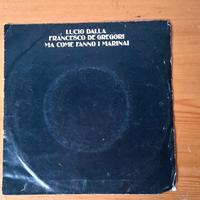 LUCIO DALLA
FRANCESCO DE GREGORI
MA COME FANNO I MARINAI